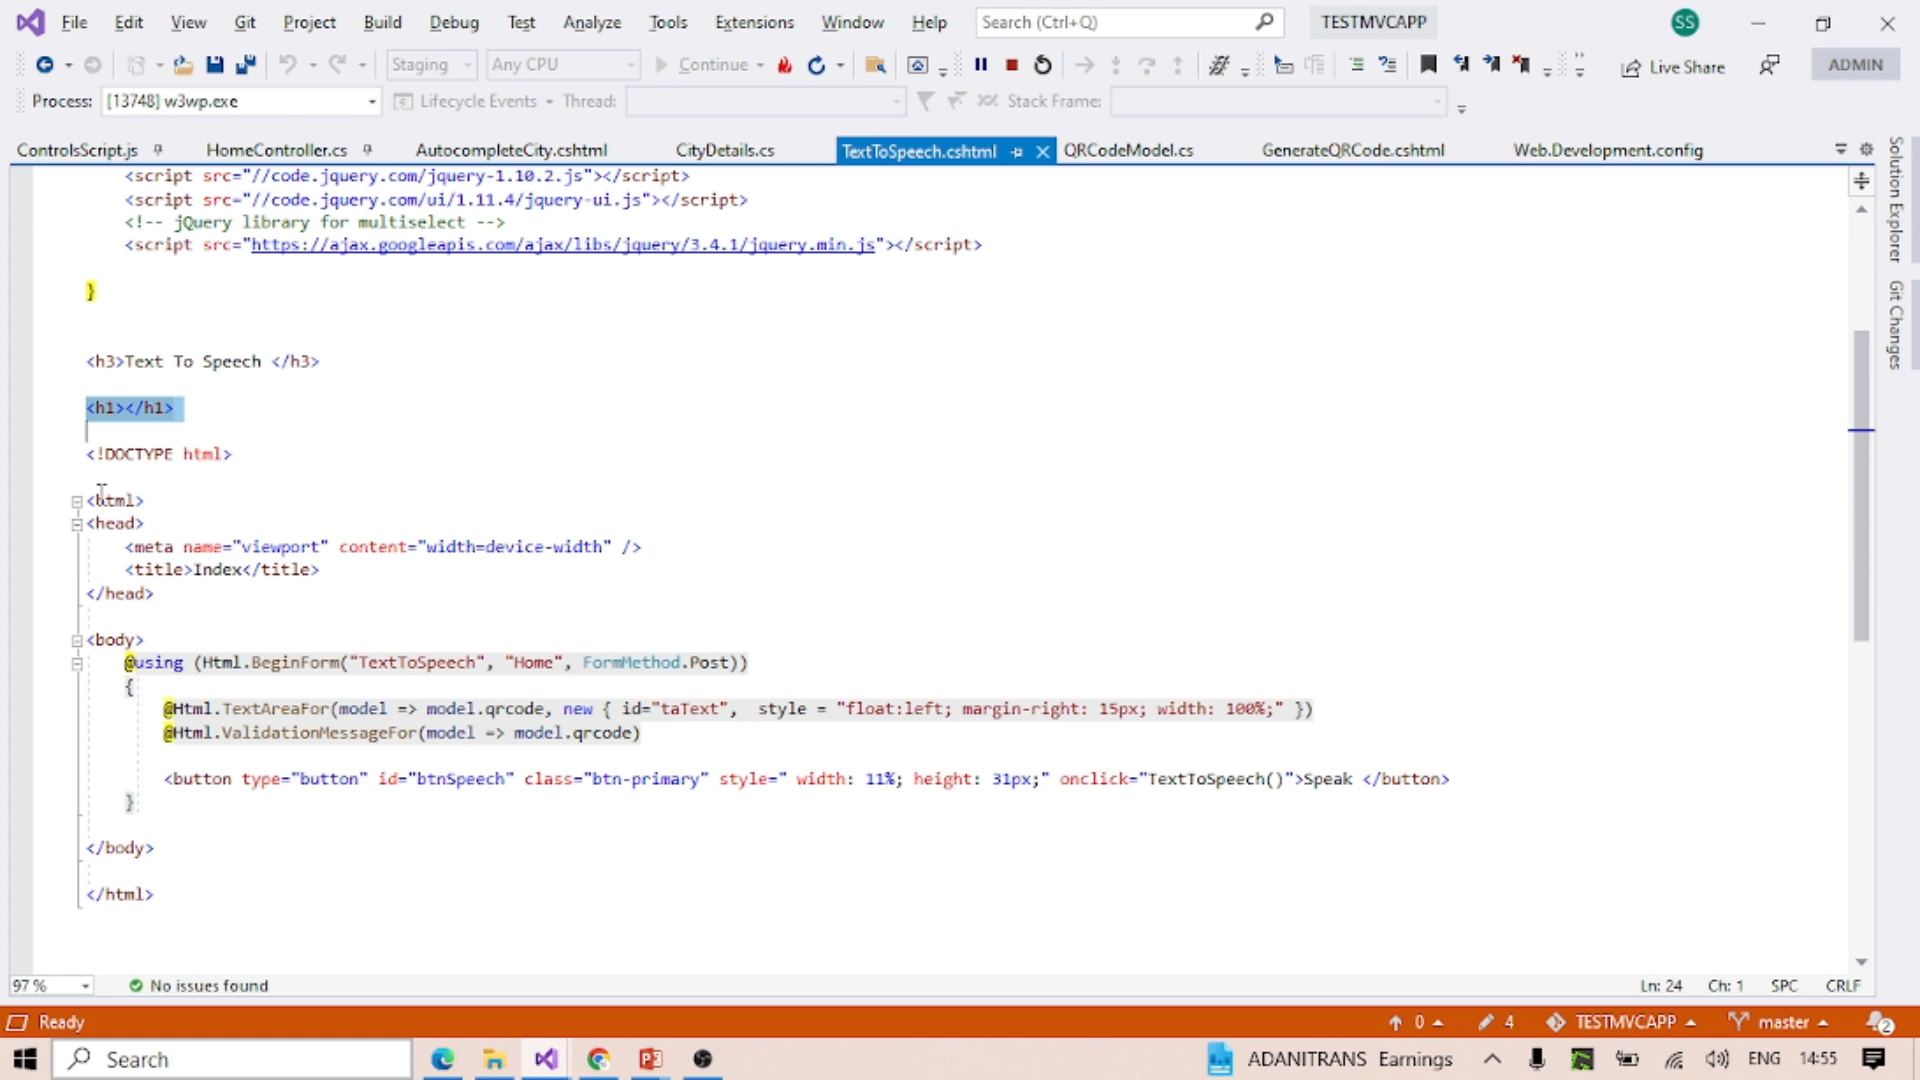 File Edit View Git Project Build Debug Test Analyze Tools Extensions Window Help Search (Ctrl+Q) TESTMVCAPP SS
Staging Any CPU Continue Live Share ADMIN
Process: [13748] w3wp.exe Lifecycle Events Thread: Stack Frame:
ControlsScript.js HomeController.cs AutocompleteCity.cshtml CityDetails.cs TextToSpeech.cshtml QRCodeModel.cs GenerateQRCode.cshtml Web.Development.config
Solution Explorer
Git Changes
<script src="//code.jquery.com/jquery-1.10.2.js"></script>
<script src="//code.jquery.com/ui/1.11.4/jquery-ui.js"></script>
<!-- jQuery library for multiselect -->
<script src="https://ajax.googleapis.com/ajax/libs/jquery/3.4.1/jquery.min.js"></script>
}
<h3>Text To Speech </h3>
<h1></h1>
<!DOCTYPE html>
<html>
<head>
<meta name="viewport" content="width=device-width" />
<title>Index</title>
</head>
<body>
@using (Html.BeginForm("TextToSpeech", "Home", FormMethod.Post))
{
@Html.TextAreaFor(model => model.qrcode, new { id="taText", style = "float:left; margin-right: 15px; width: 100%;" })
@Html.ValidationMessageFor(model => model.qrcode)
<button type="button" id="btnSpeech" class="btn-primary" style=" width: 11%; height: 31px;" onclick="TextToSpeech()">Speak </button>
}
</body>
</html>
97 % No issues found Ln: 24 Ch: 1 SPC CRLF
Ready 0 4 TESTMVCAPP master 2
Search ADANITRANS Earnings ENG 14:55